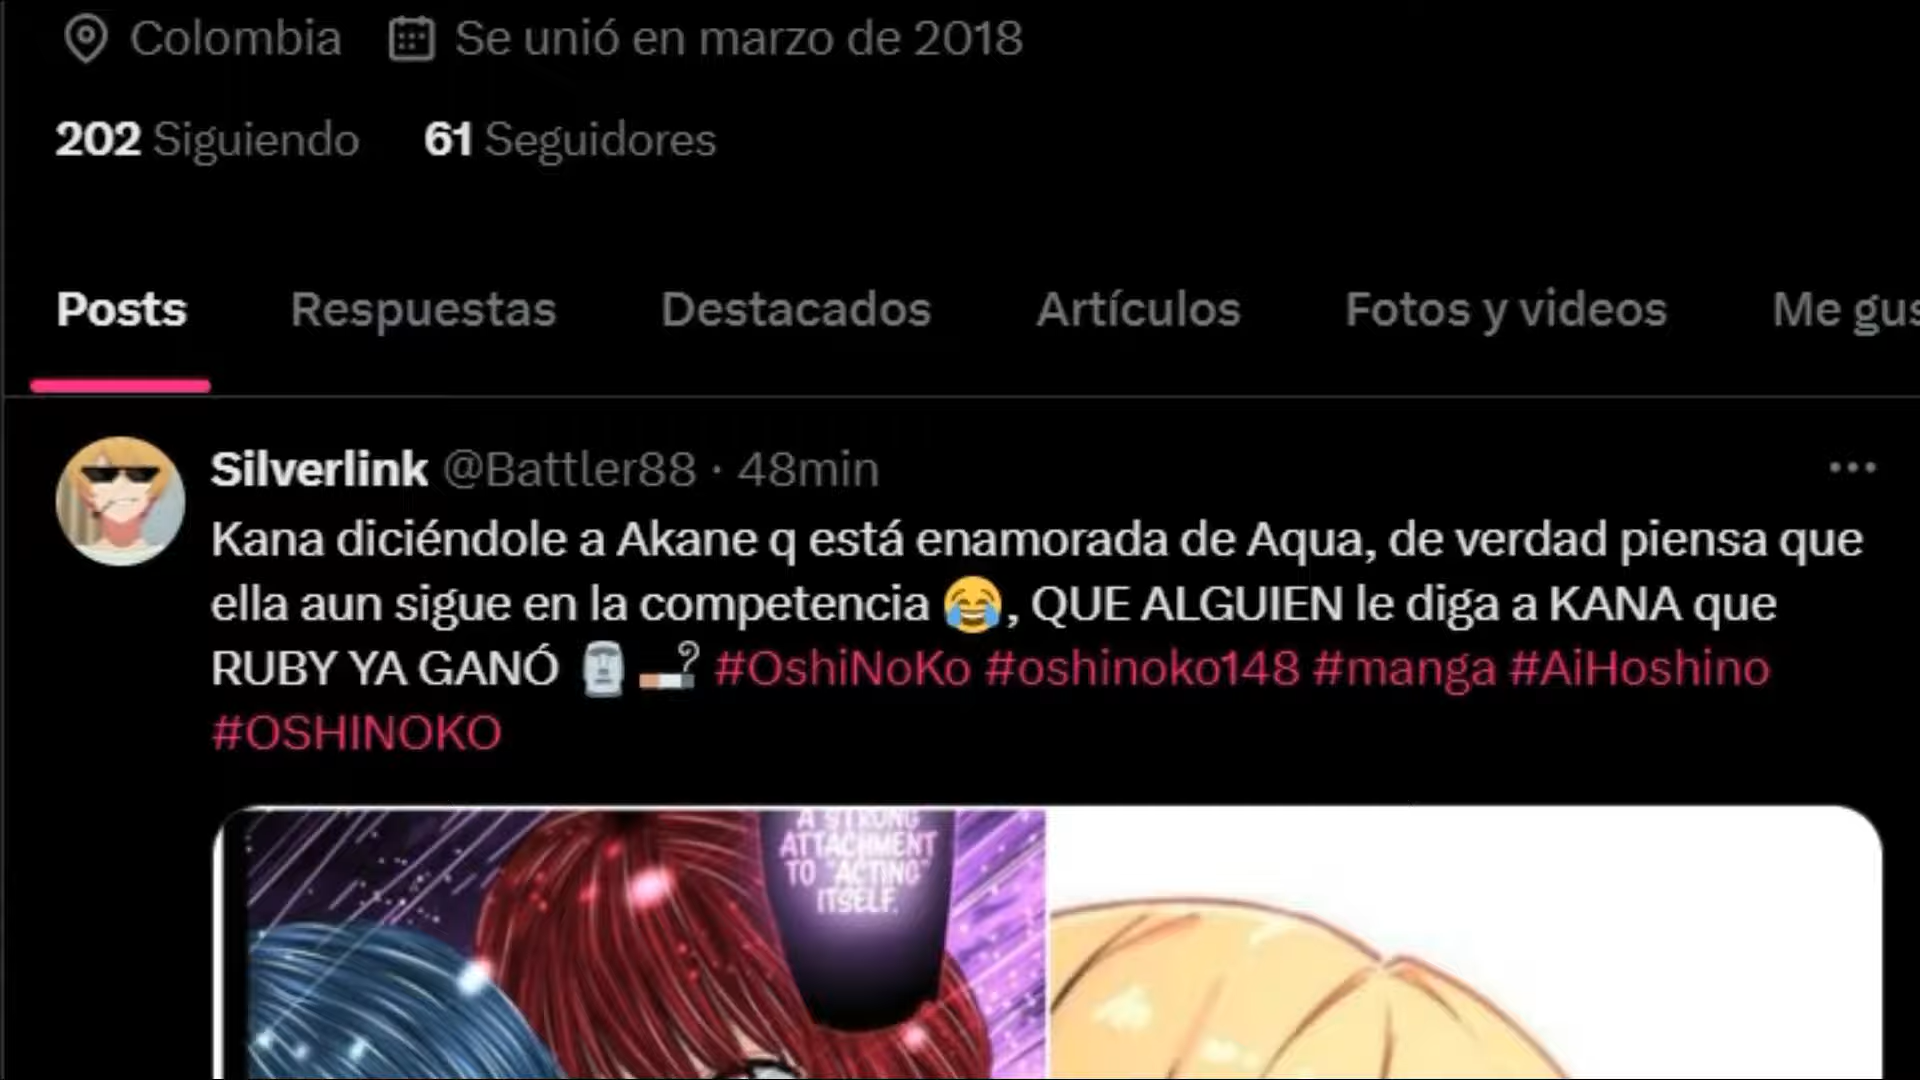 Colombia Se unió en marzo de 2018
202 Siguiendo 61 Seguidores
Posts Respuestas Destacados Artículos Fotos y videos Me gus
Silverlink @Battler88 · 48min
Kana diciéndole a Akane q está enamorada de Aqua, de verdad piensa que
ella aun sigue en la competencia 😂, QUE ALGUIEN le diga a KANA que
RUBY YA GANÓ 🗿🚬 #OshiNoKo #oshinoko148 #manga #AiHoshino
#OSHINOKO
A STRONG
ATTACHMENT
TO "ACTING"
ITSELF.